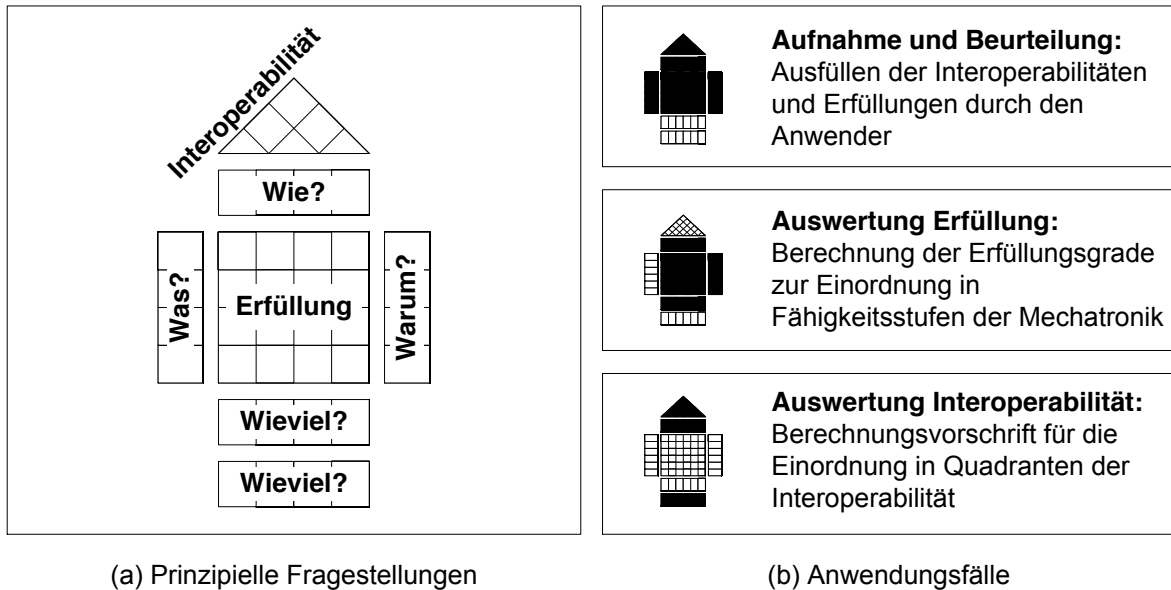 Interoperabilität
Wie?
Was?
Erfüllung
Warum?
Wieviel?
Wieviel?
(a) Prinzipielle Fragestellungen
Aufnahme und Beurteilung:
Ausfüllen der Interoperabilitäten
und Erfüllungen durch den
Anwender
Auswertung Erfüllung:
Berechnung der Erfüllungsgrade
zur Einordnung in
Fähigkeitsstufen der Mechatronik
Auswertung Interoperabilität:
Berechnungsvorschrift für die
Einordnung in Quadranten der
Interoperabilität
(b) Anwendungsfälle